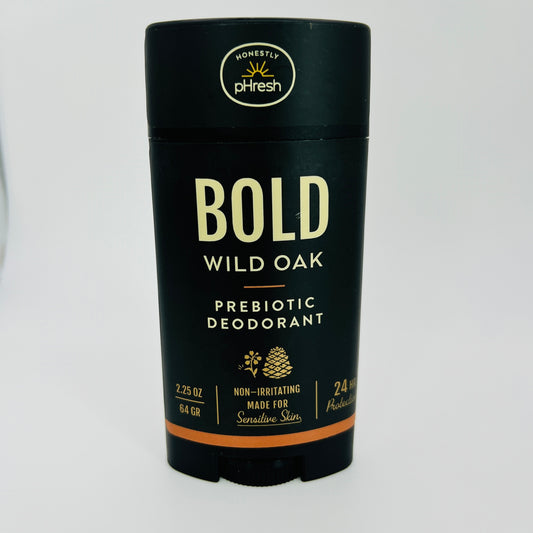 HONESTLY
pHresh
BOLD
WILD OAK
PREBIOTIC
DEODORANT
2.25 OZ
64 GR
NON-IRRITATING
MADE FOR
Sensitive Skin
24